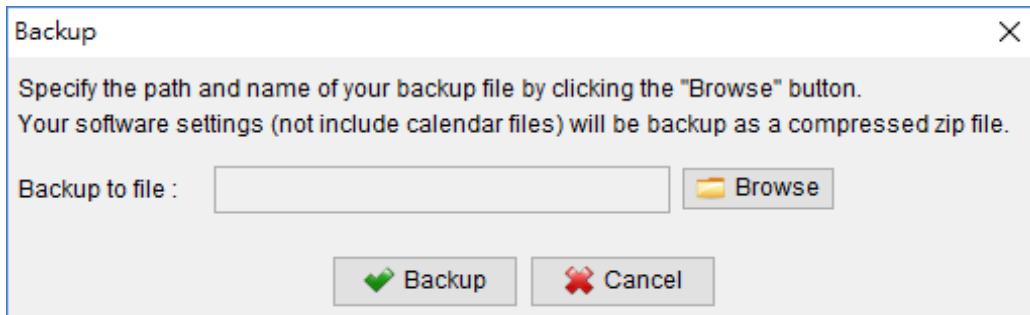 Backup
Specify the path and name of your backup file by clicking the "Browse" button.
Your software settings (not include calendar files) will be backup as a compressed zip file.
Backup to file : Browse
Backup Cancel